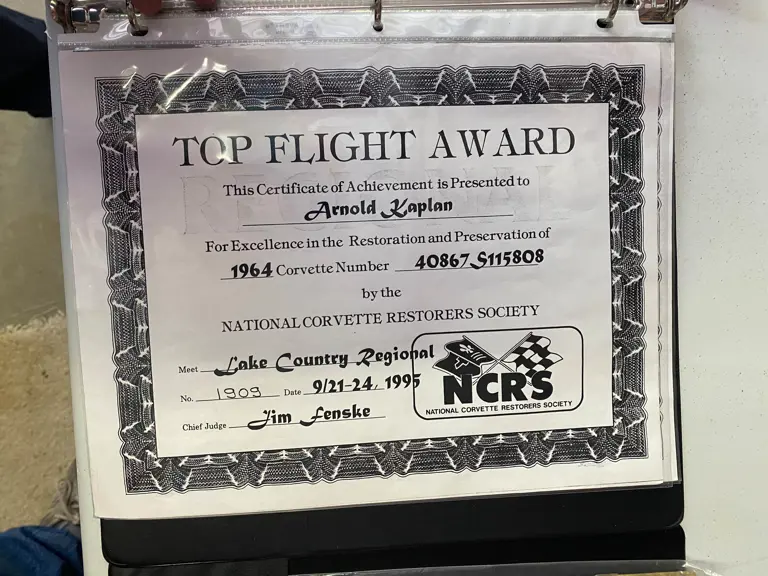 TOP FLIGHT AWARD
REGIONAL
This Certificate of Achievement is Presented to
Arnold Kaplan
For Excellence in the Restoration and Preservation of
1964 Corvette Number 40867S115808
by the
NATIONAL CORVETTE RESTORERS SOCIETY
Meet Lake Country Regional
No. 1909 Date 9/21-24, 1995
Chief Judge Jim Fenske
NCRS
NATIONAL CORVETTE RESTORERS SOCIETY